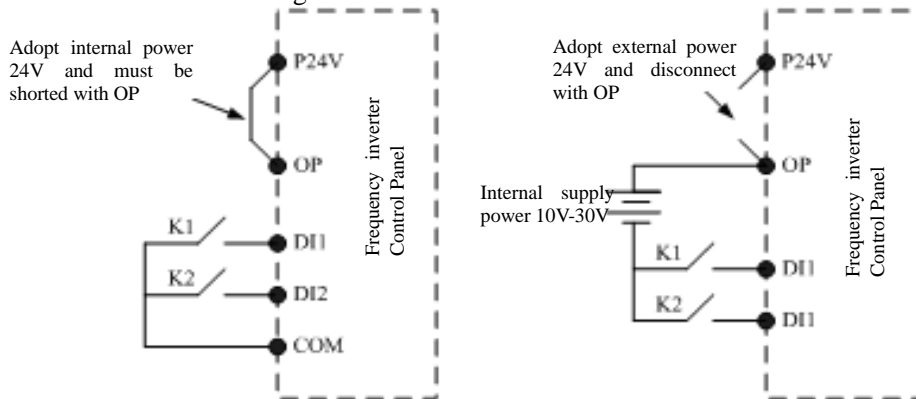 Adopt internal power
24V and must be
shorted with OP
P24V
OP
K1
DI1
K2
DI2
COM
Frequency inverter
Control Panel
Adopt external power
24V and disconnect
with OP
P24V
OP
Internal supply
power 10V-30V
K1
DI1
K2
DI1
Frequency inverter
Control Panel